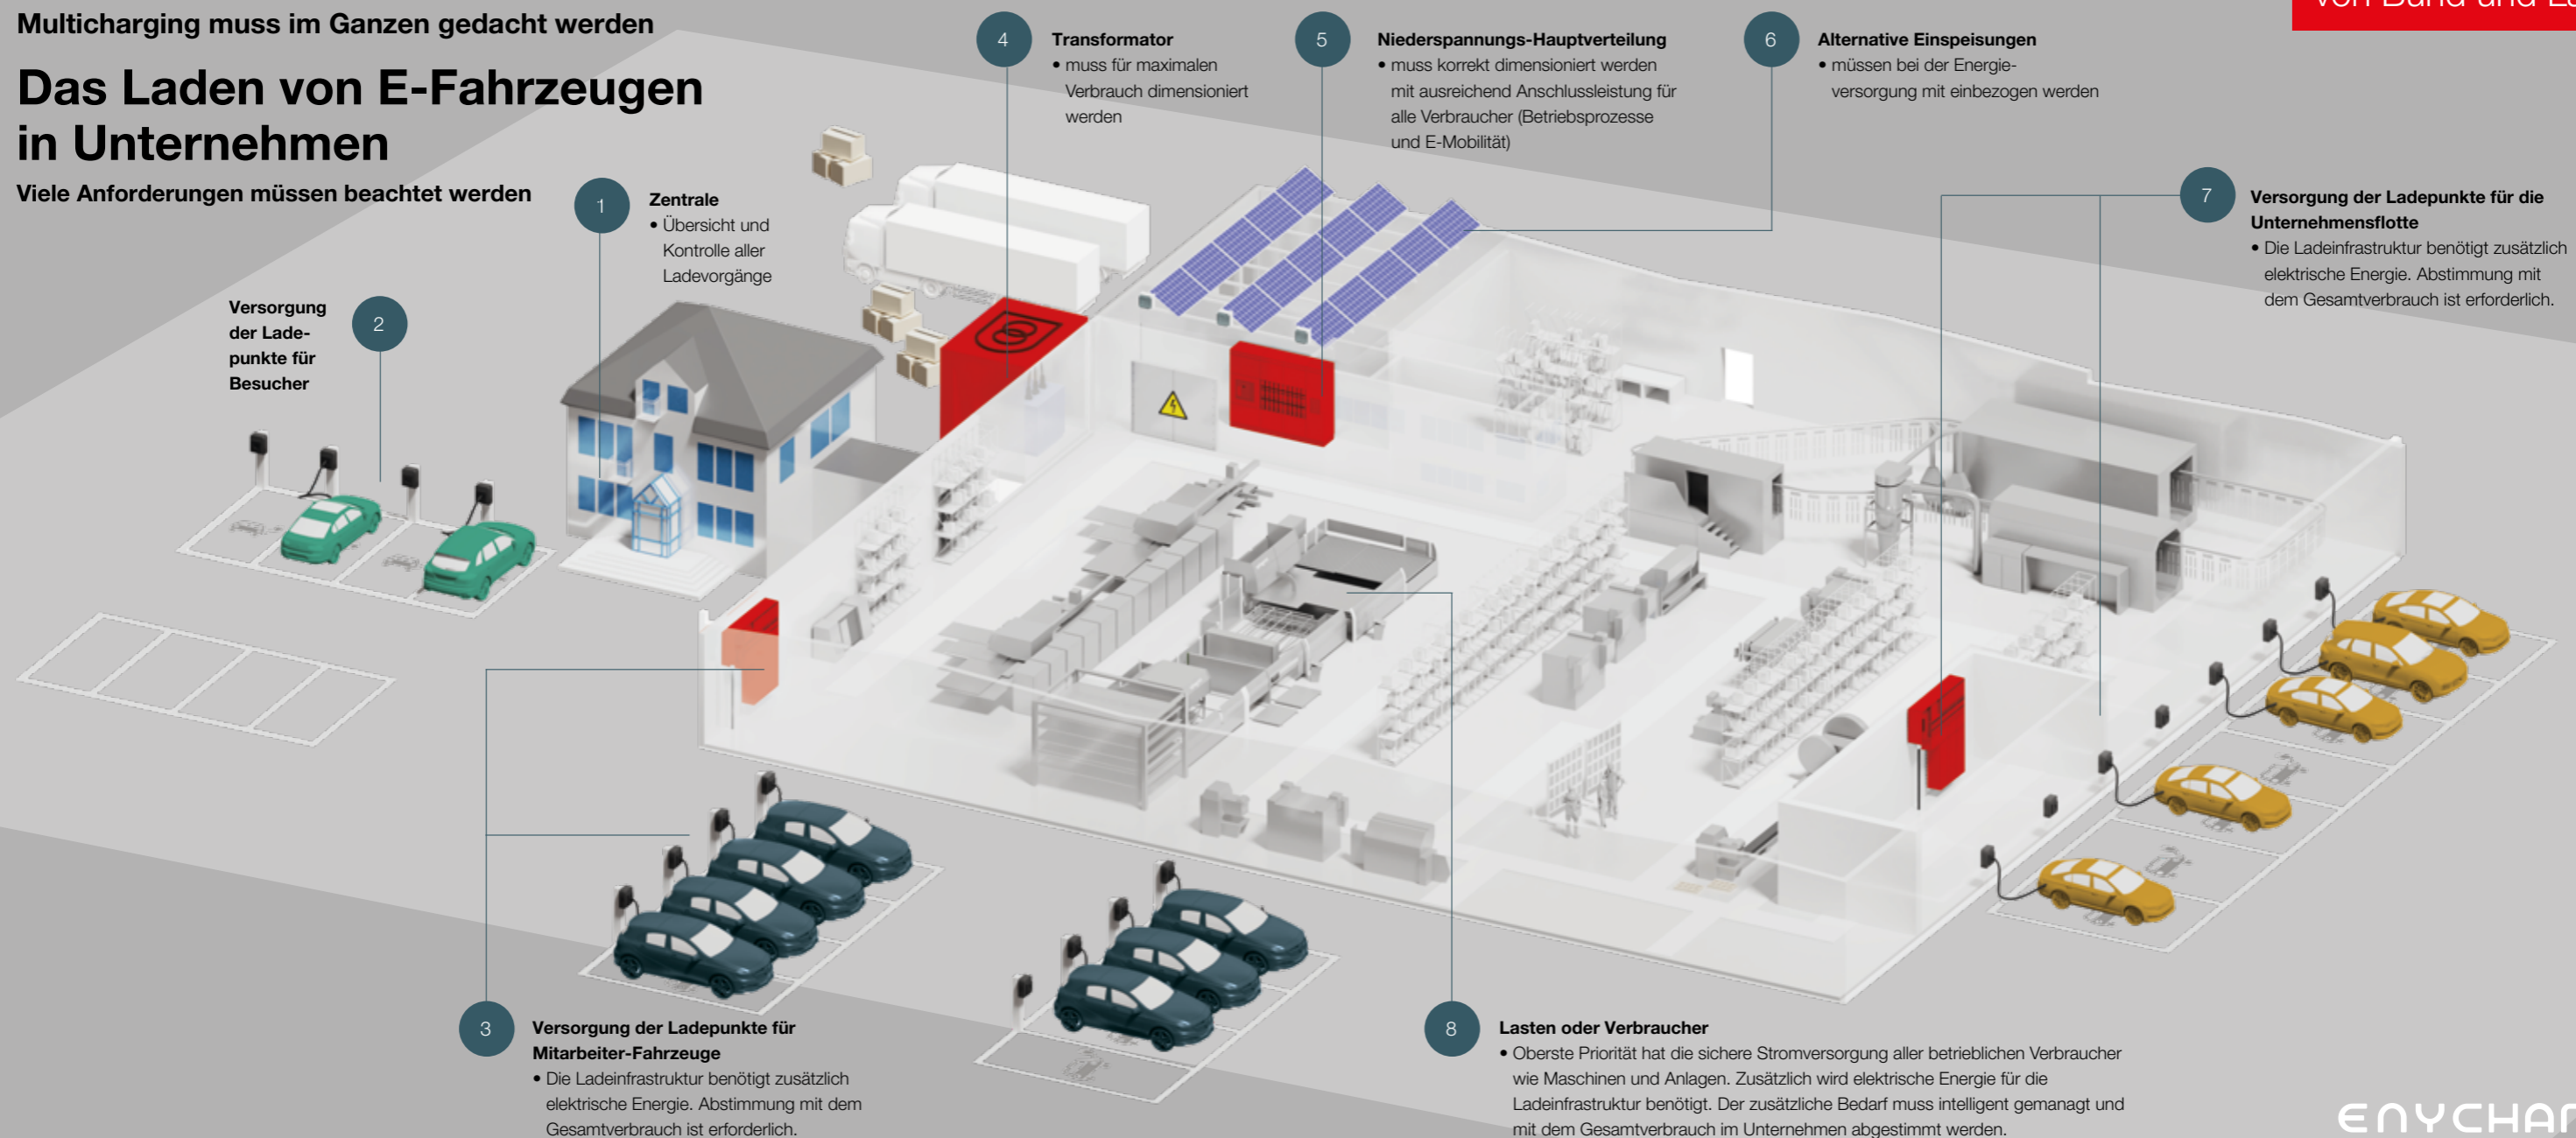 Multicharging muss im Ganzen gedacht werden
Das Laden von E-Fahrzeugen
in Unternehmen
Viele Anforderungen müssen beachtet werden
von Bund und
1
Zentrale
• Übersicht und
Kontrolle aller
Ladevorgänge
2
Versorgung
der Lade-
punkte für
Besucher
3
Versorgung der Ladepunkte für
Mitarbeiter-Fahrzeuge
• Die Ladeinfrastruktur benötigt zusätzlich
elektrische Energie. Abstimmung mit dem
Gesamtverbrauch ist erforderlich.
4
Transformator
• muss für maximalen
Verbrauch dimensioniert
werden
5
Niederspannungs-Hauptverteilung
• muss korrekt dimensioniert werden
mit ausreichend Anschlussleistung für
alle Verbraucher (Betriebsprozesse
und E-Mobilität)
6
Alternative Einspeisungen
• müssen bei der Energie-
versorgung mit einbezogen werden
7
Versorgung der Ladepunkte für die
Unternehmensflotte
• Die Ladeinfrastruktur benötigt zusätzlich
elektrische Energie. Abstimmung mit
dem Gesamtverbrauch ist erforderlich.
8
Lasten oder Verbraucher
• Oberste Priorität hat die sichere Stromversorgung aller betrieblichen Verbraucher
wie Maschinen und Anlagen. Zusätzlich wird elektrische Energie für die
Ladeinfrastruktur benötigt. Der zusätzliche Bedarf muss intelligent gemanagt und
mit dem Gesamtverbrauch im Unternehmen abgestimmt werden.